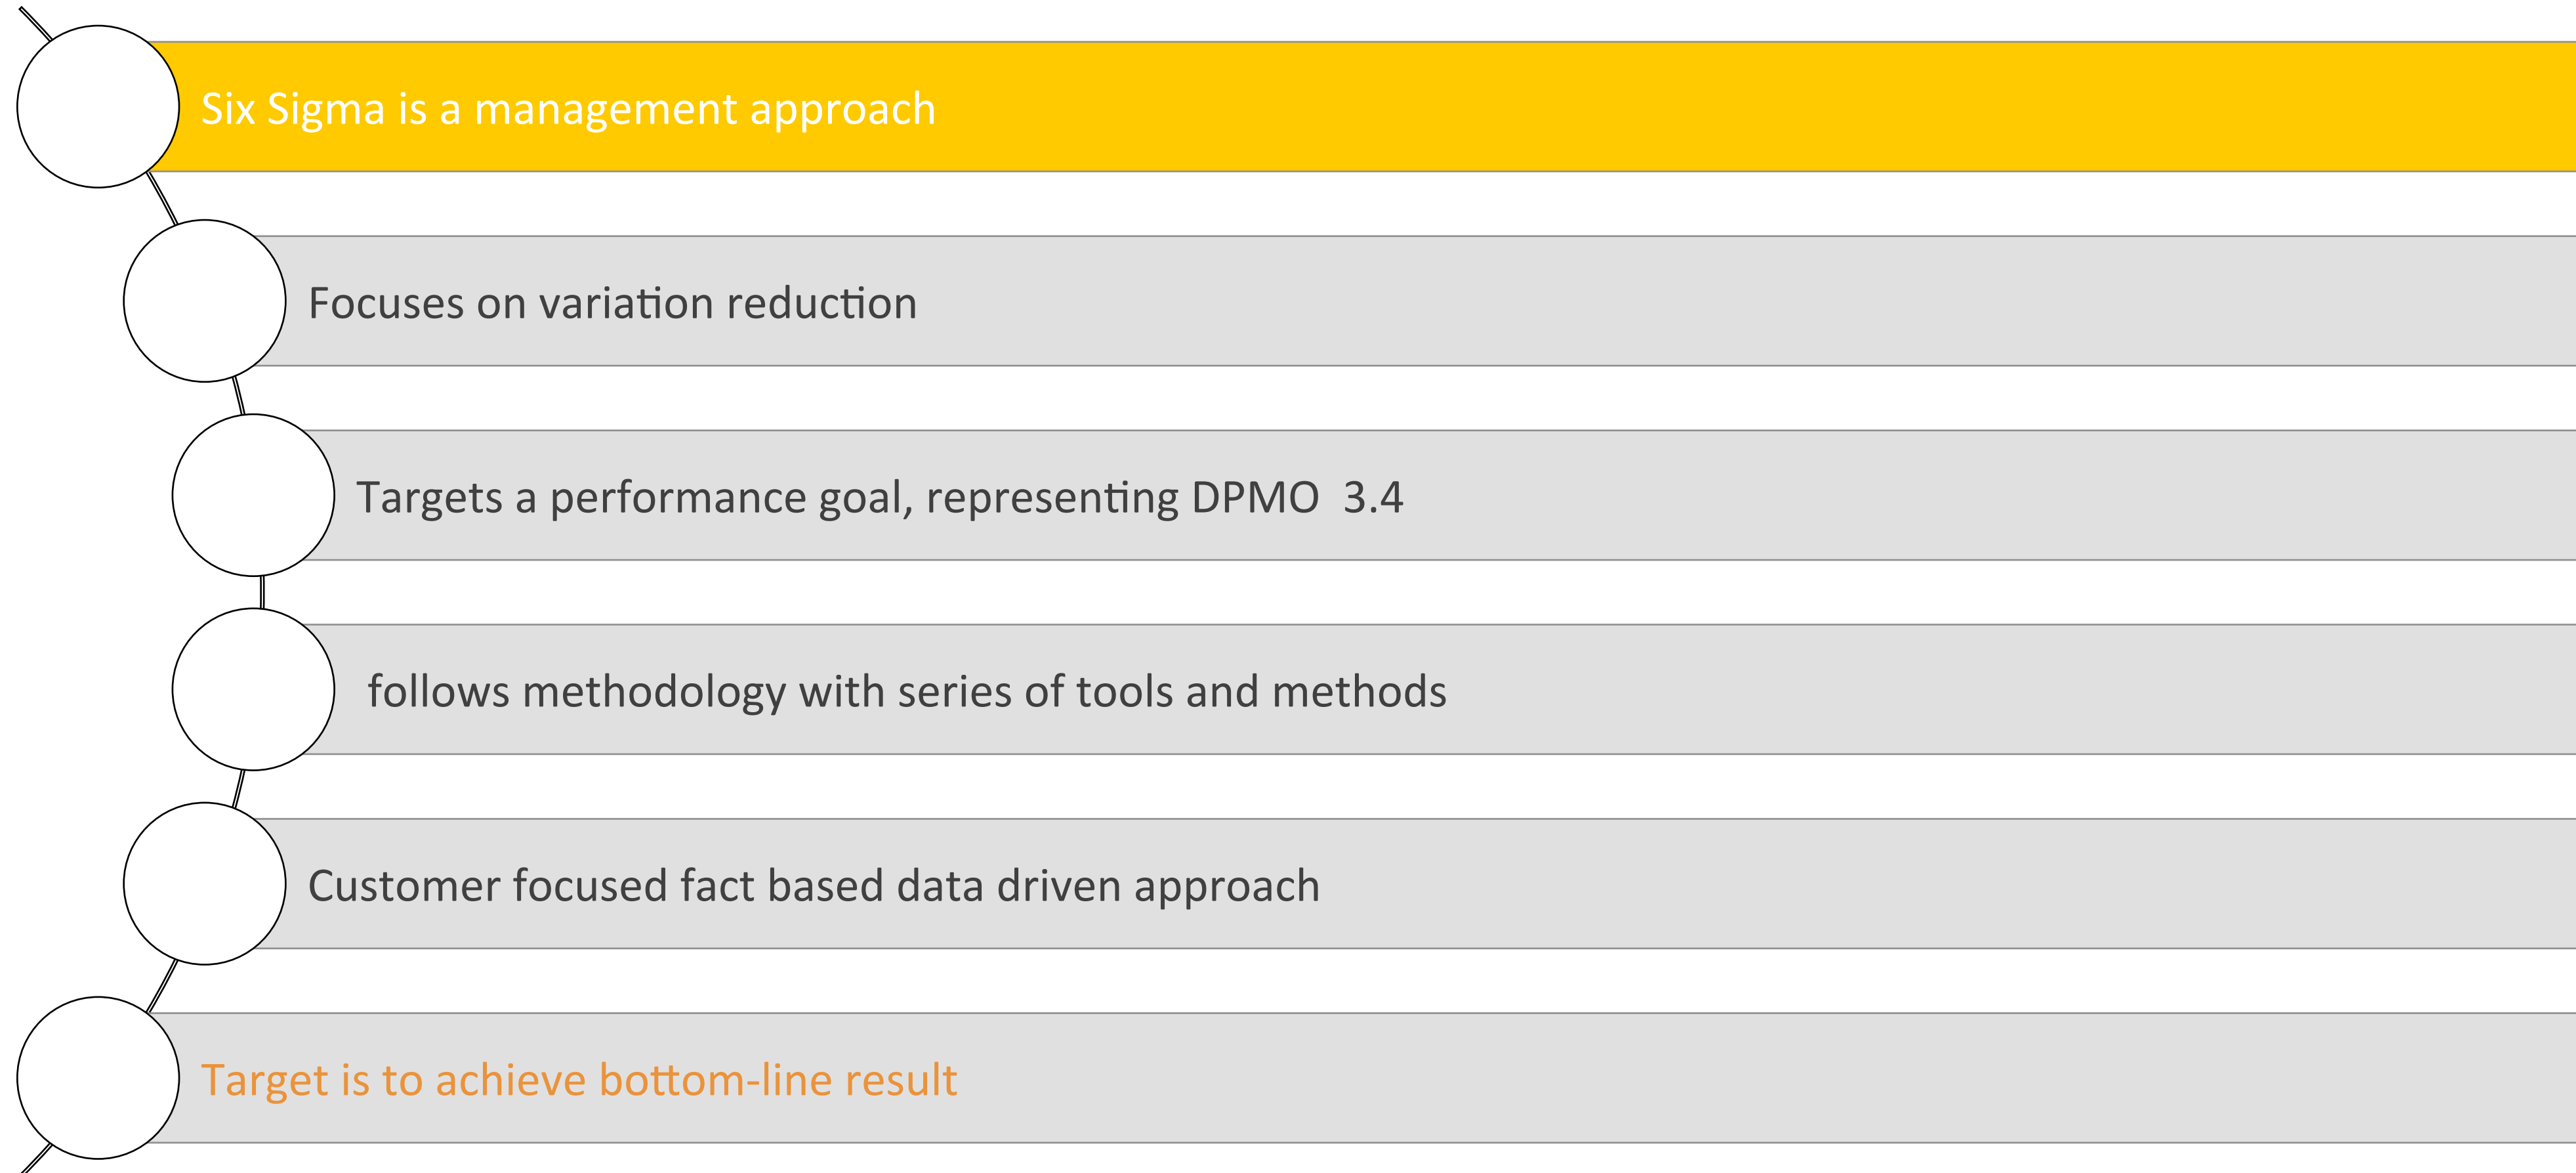 Six Sigma is a management approach
Focuses on variation reduction
Targets a performance goal, representing DPMO  3.4
follows methodology with series of tools and methods
Customer focused fact based data driven approach
Target is to achieve bottom-line result